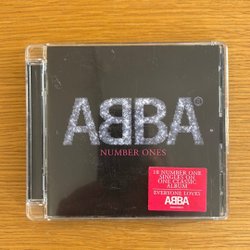 ABBA
NUMBER ONES
18 NUMBER ONE
SINGLES ON
ONE CLASSIC
ALBUM
EVERYONE LOVES
ABBA